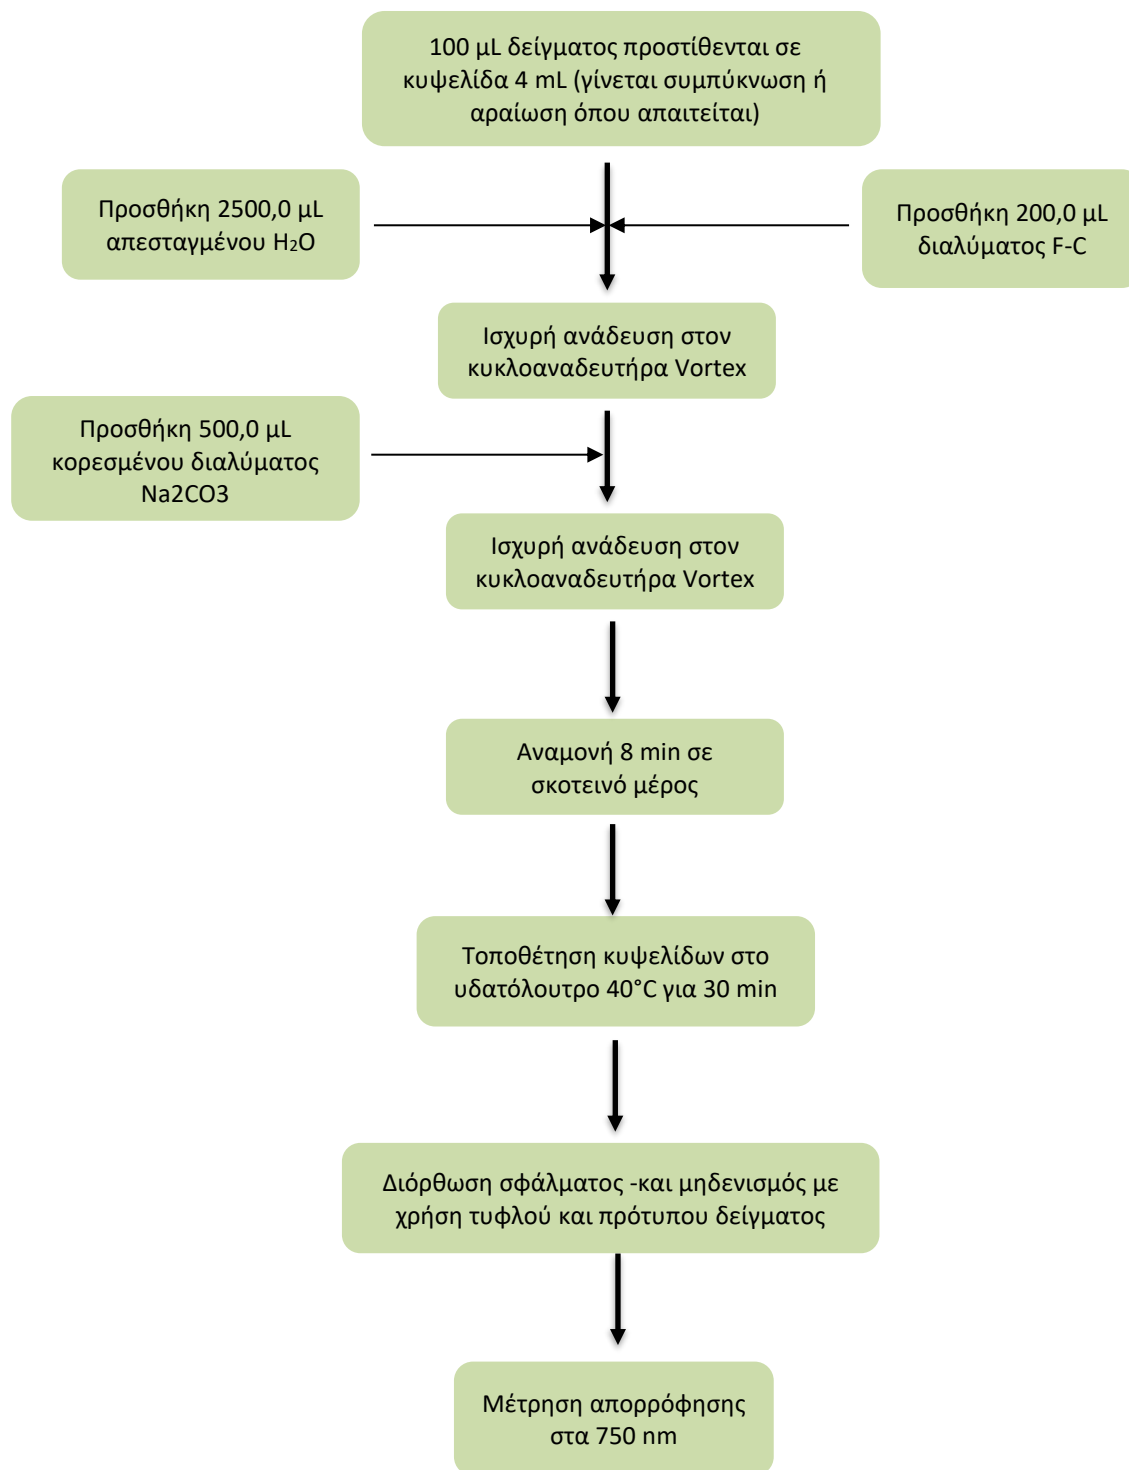 100 μL δείγματος προστίθενται σε
κυψελίδα 4 mL (γίνεται συμπύκνωση ή
αραίωση όπου απαιτείται)
Προσθήκη 2500,0 μL
απεσταγμένου H₂O
Προσθήκη 200,0 μL
διαλύματος F-C
Ισχυρή ανάδευση στον
κυκλοαναδευτήρα Vortex
Προσθήκη 500,0 μL
κορεσμένου διαλύματος
Na2CO3
Ισχυρή ανάδευση στον
κυκλοαναδευτήρα Vortex
Αναμονή 8 min σε
σκοτεινό μέρος
Τοποθέτηση κυψελίδων στο
υδατόλουτρο 40°C για 30 min
Διόρθωση σφάλματος -και μηδενισμός με
χρήση τυφλού και πρότυπου δείγματος
Μέτρηση απορρόφησης
στα 750 nm